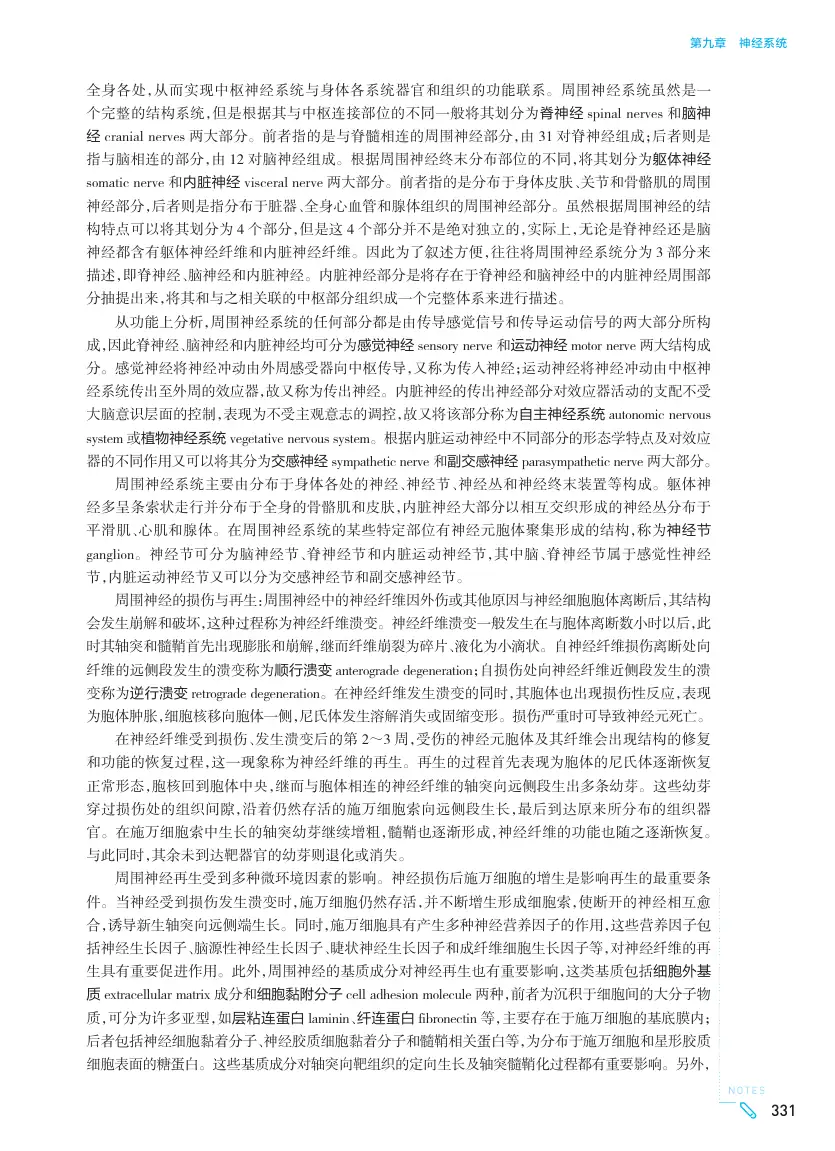 第九章 神经系统
全身各处,从而实现中枢神经系统与身体各系统器官和组织的功能联系。周围神经系统虽然是一
个完整的结构系统,但是根据其与中枢连接部位的不同一般将其划分为脊神经 spinal nerves 和脑神
经 cranial nerves 两大部分。前者指的是与脊髓相连的周围神经部分,由 31 对脊神经组成;后者则是
指与脑相连的部分,由 12 对脑神经组成。根据周围神经终末分布部位的不同,将其划分为躯体神经
somatic nerve 和内脏神经 visceral nerve 两大部分。前者指的是分布于身体皮肤、关节和骨骼肌的周围
神经部分,后者则是指分布于脏器、全身心血管和腺体组织的周围神经部分。虽然根据周围神经的结
构特点可以将其划分为 4 个部分,但是这 4 个部分并不是绝对独立的,实际上,无论是脊神经还是脑
神经都含有躯体神经纤维和内脏神经纤维。因此为了叙述方便,往往将周围神经系统分为 3 部分来
描述,即脊神经、脑神经和内脏神经。内脏神经部分是将存在于脊神经和脑神经中的内脏神经周围部
分抽提出来,将其和与之相关联的中枢部分组织成一个完整体系来进行描述。
从功能上分析,周围神经系统的任何部分都是由传导感觉信号和传导运动信号的两大部分所构
成,因此脊神经、脑神经和内脏神经均可分为感觉神经 sensory nerve 和运动神经 motor nerve 两大结构成
分。感觉神经将神经冲动由外周感受器向中枢传导,又称为传入神经;运动神经将神经冲动由中枢神
经系统传出至外周的效应器,故又称为传出神经。内脏神经的传出神经部分对效应器活动的支配不受
大脑意识层面的控制,表现为不受主观意志的调控,故又将该部分称为自主神经系统 autonomic nervous
system 或植物神经系统 vegetative nervous system。根据内脏运动神经中不同部分的形态学特点及对效应
器的不同作用又可以将其分为交感神经 sympathetic nerve 和副交感神经 parasympathetic nerve 两大部分。
周围神经系统主要由分布于身体各处的神经、神经节、神经丛和神经终末装置等构成。躯体神
经多呈条索状走行并分布于全身的骨骼肌和皮肤,内脏神经大部分以相互交织形成的神经丛分布于
平滑肌、心肌和腺体。在周围神经系统的某些特定部位有神经元胞体聚集形成的结构,称为神经节
ganglion。神经节可分为脑神经节、脊神经节和内脏运动神经节,其中脑、脊神经节属于感觉性神经
节,内脏运动神经节又可以分为交感神经节和副交感神经节。
周围神经的损伤与再生:周围神经中的神经纤维因外伤或其他原因与神经细胞胞体离断后,其结构
会发生崩解和破坏,这种过程称为神经纤维溃变。神经纤维溃变一般发生在与胞体离断数小时以后,此
时其轴突和髓鞘首先出现膨胀和崩解,继而纤维崩裂为碎片、液化为小滴状。自神经纤维损伤离断处向
纤维的远侧段发生的溃变称为顺行溃变 anterograde degeneration;自损伤处向神经纤维近侧段发生的溃
变称为逆行溃变 retrograde degeneration。在神经纤维发生溃变的同时,其胞体也出现损伤性反应,表现
为胞体肿胀,细胞核移向胞体一侧,尼氏体发生溶解消失或固缩变形。损伤严重时可导致神经元死亡。
在神经纤维受到损伤、发生溃变后的第 2～3 周,受伤的神经元胞体及其纤维会出现结构的修复
和功能的恢复过程,这一现象称为神经纤维的再生。再生的过程首先表现为胞体的尼氏体逐渐恢复
正常形态,胞核回到胞体中央,继而与胞体相连的神经纤维的轴突向远侧段生出多条幼芽。这些幼芽
穿过损伤处的组织间隙,沿着仍然存活的施万细胞索向远侧段生长,最后到达原来所分布的组织器
官。在施万细胞索中生长的轴突幼芽继续增粗,髓鞘也逐渐形成,神经纤维的功能也随之逐渐恢复。
与此同时,其余未到达靶器官的幼芽则退化或消失。
周围神经再生受到多种微环境因素的影响。神经损伤后施万细胞的增生是影响再生的最重要条
件。当神经受到损伤发生溃变时,施万细胞仍然存活,并不断增生形成细胞索,使断开的神经相互愈
合,诱导新生轴突向远侧端生长。同时,施万细胞具有产生多种神经营养因子的作用,这些营养因子包
括神经生长因子、脑源性神经生长因子、睫状神经生长因子和成纤维细胞生长因子等,对神经纤维的再
生具有重要促进作用。此外,周围神经的基质成分对神经再生也有重要影响,这类基质包括细胞外基
质 extracellular matrix 成分和细胞黏附分子 cell adhesion molecule 两种,前者为沉积于细胞间的大分子物
质,可分为许多亚型,如层粘连蛋白 laminin、纤连蛋白 fibronectin 等,主要存在于施万细胞的基底膜内;
后者包括神经细胞黏着分子、神经胶质细胞黏着分子和髓鞘相关蛋白等,为分布于施万细胞和星形胶质
细胞表面的糖蛋白。这些基质成分对轴突向靶组织的定向生长及轴突髓鞘化过程都有重要影响。另外,
NOTES
331